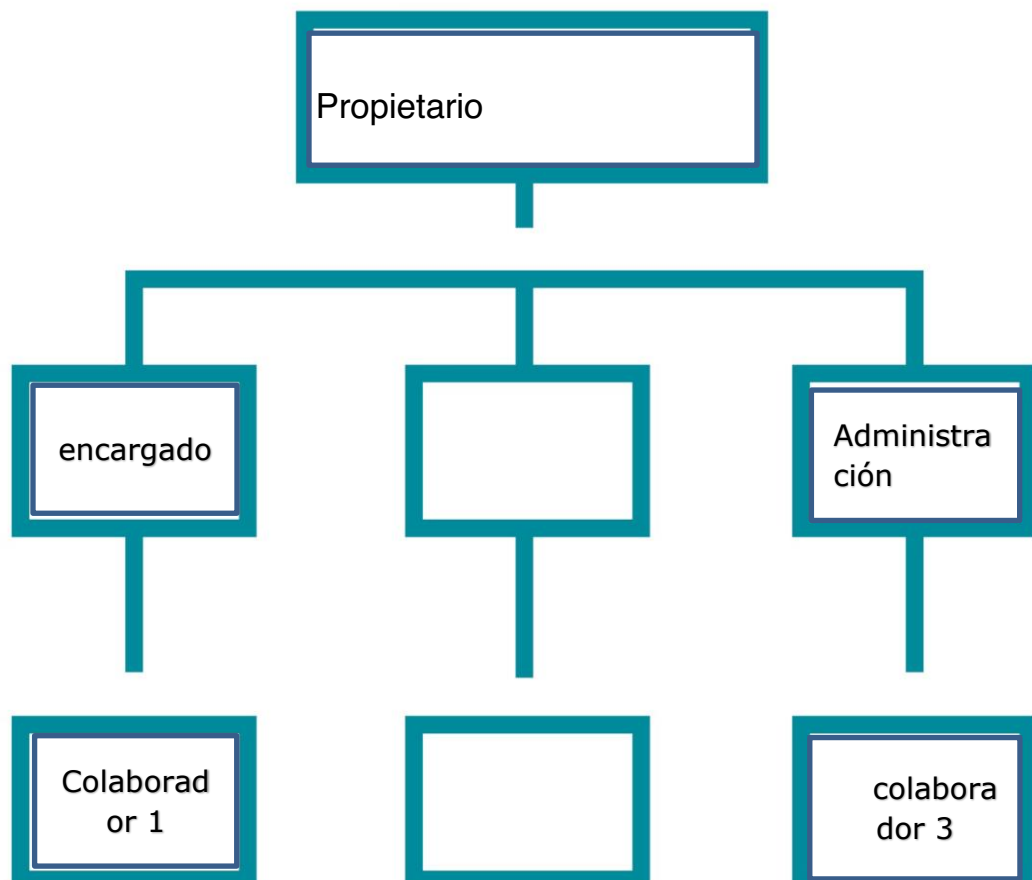 Propietario
encargado
Administra
ción
Colaborad
or 1
colabora
dor 3